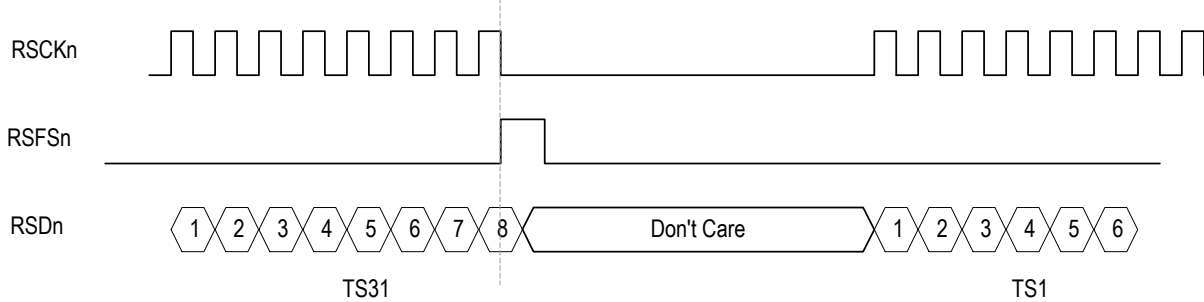 RSCKn
RSFSn
RSDn 1 2 3 4 5 6 7 8 Don't Care 1 2 3 4 5 6
TS31 TS1